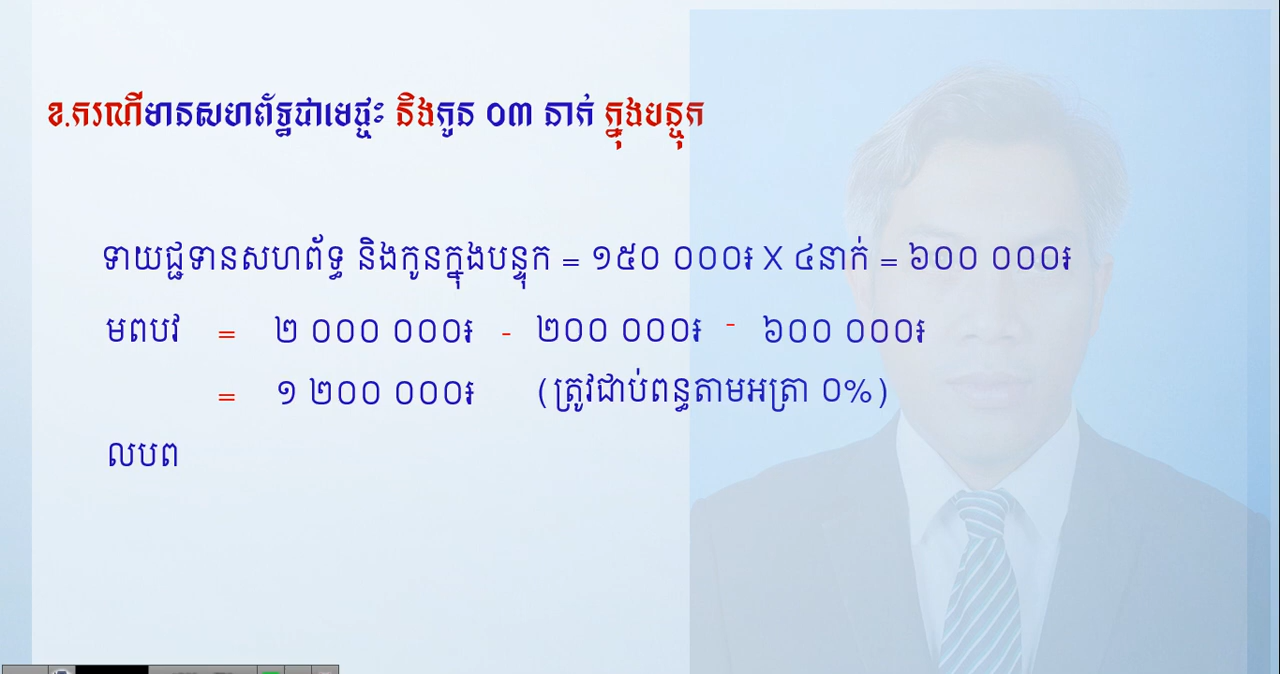 ខ.ករណីមានសហព័ទ្ធជាមេផ្ទះ និងកូន ០៣ នាក់ ក្នុងបន្ទុក
ទាយជ្ជទានសហព័ទ្ធ និងកូនក្នុងបន្ទុក = ១៥០ ០០០៛ X ៤នាក់ = ៦០០ ០០០៛
មពបវ = ២ ០០០ ០០០៛ - ២០០ ០០០៛ - ៦០០ ០០០៛
= ១ ២០០ ០០០៛ (ត្រូវជាប់ពន្ធតាមអត្រា ០%)
លបព